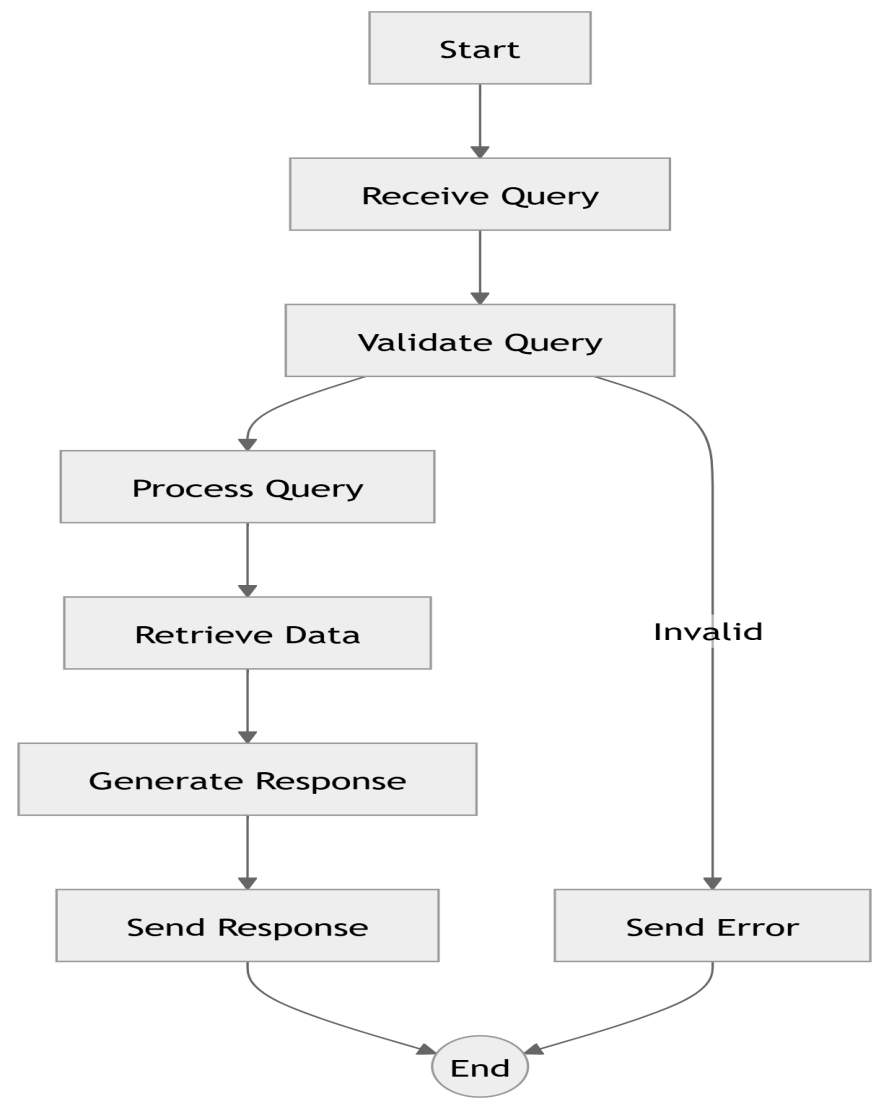 Start
Receive Query
Validate Query
Process Query
Retrieve Data
Invalid
Generate Response
Send Response
Send Error
End